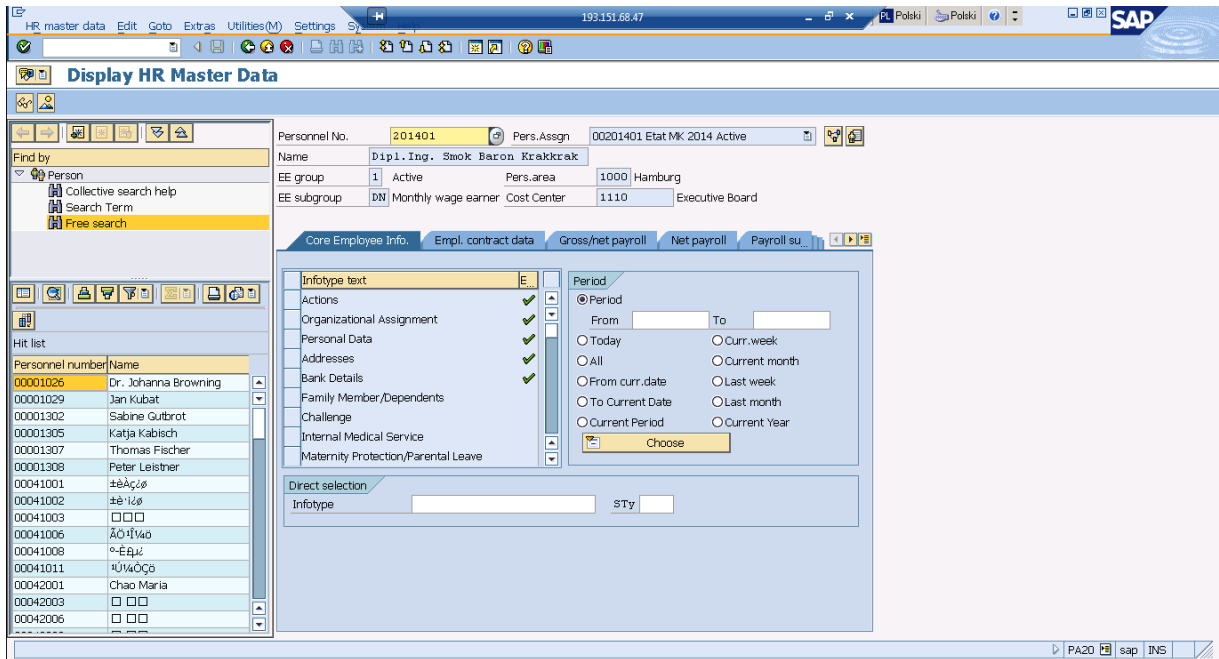 193.151.68.47
Polski Polski
HR master data Edit Goto Extras Utilities(M) Settings
SAP
Display HR Master Data
Find by
Person
Collective search help
Search Term
Free search
Hit list
Personnel number Name
00001026 Dr. Johanna Browning
00001029 Jan Kubat
00001302 Sabine Gutbrot
00001305 Katja Kabisch
00001307 Thomas Fischer
00001308 Peter Leistner
00041001
00041002
00041003
00041006
00041008
00041011
00042001 Chao Maria
00042003
00042006
Personnel No. 201401 Pers.Assgn 00201401 Etat MK 2014 Active
Name Dipl.Ing. Smok Baron Krakkrak
EE group 1 Active Pers.area 1000 Hamburg
EE subgroup DN Monthly wage earner Cost Center 1110 Executive Board
Core Employee Info. Empl. contract data Gross/net payroll Net payroll Payroll su
Infotype text E..
Actions
Organizational Assignment
Personal Data
Addresses
Bank Details
Family Member/Dependents
Challenge
Internal Medical Service
Maternity Protection/Parental Leave
Period
Period
From To
Today Curr.week
All Current month
From curr.date Last week
To Current Date Last month
Current Period Current Year
Choose
Direct selection
Infotype STy
PA20 sap INS